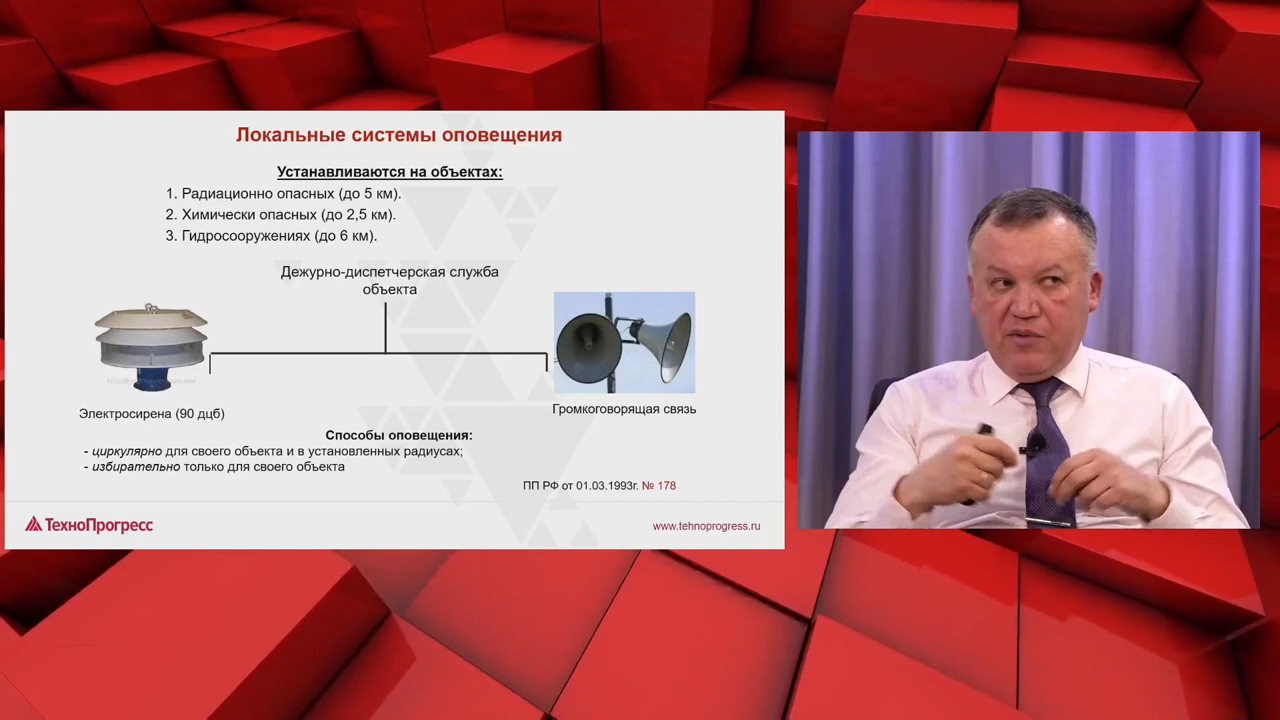 Локальные системы оповещения
Устанавливаются на объектах:
1. Радиационно опасных (до 5 км).
2. Химически опасных (до 2,5 км).
3. Гидросооружениях (до 6 км).
Дежурно-диспетчерская служба
объекта
Электросирена (90 дцб)
Громкоговорящая связь
Способы оповещения:
- циркулярно для своего объекта и в установленных радиусах;
- избирательно только для своего объекта
ПП РФ от 01.03.1993г. № 178
ТехноПрогресс
www.tehnoprogress.ru